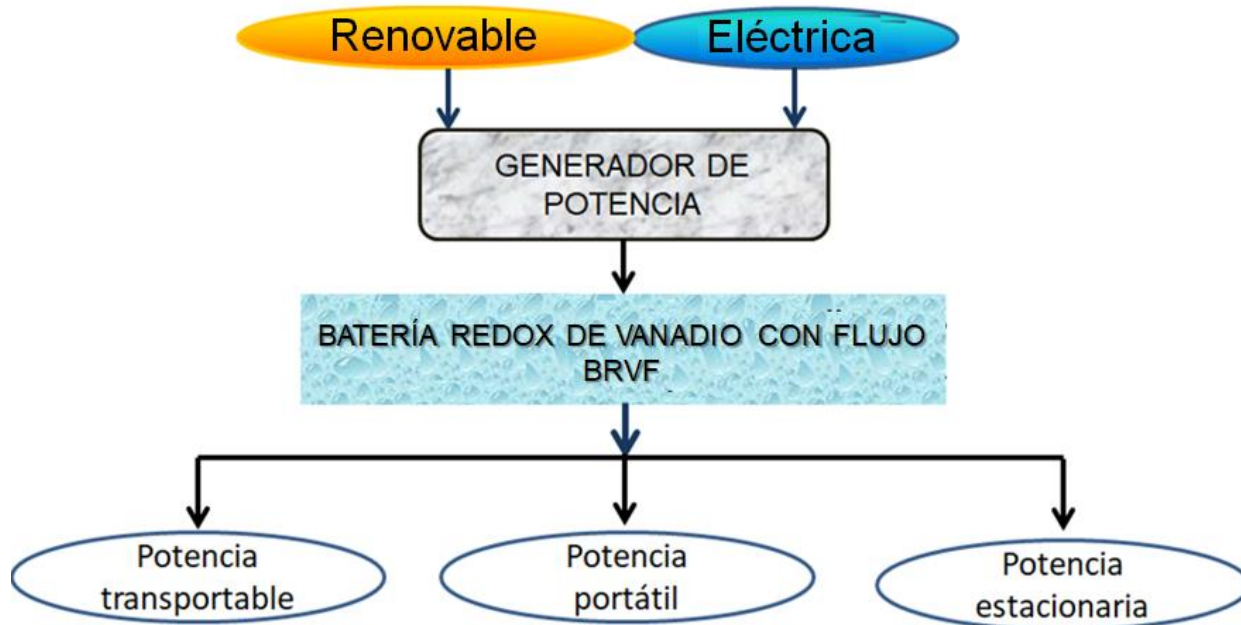 Renovable
Eléctrica
GENERADOR DE
POTENCIA
BATERÍA REDOX DE VANADIO CON FLUJO
BRVF
Potencia
transportable
Potencia
portátil
Potencia
estacionaria